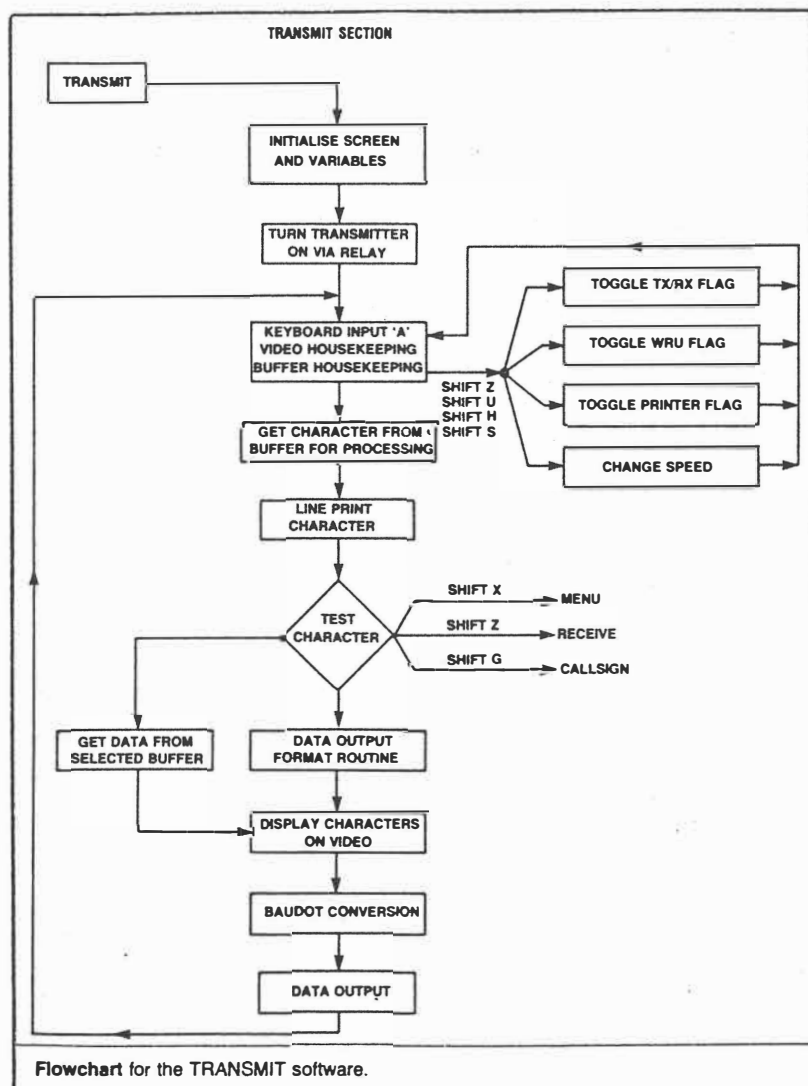 TRANSMIT SECTION
TRANSMIT
INITIALISE SCREEN
AND VARIABLES
TURN TRANSMITTER
ON VIA RELAY
KEYBOARD INPUT 'A'
VIDEO HOUSEKEEPING
BUFFER HOUSEKEEPING
SHIFT Z
SHIFT U
SHIFT H
SHIFT S
TOGGLE TX/RX FLAG
TOGGLE WRU FLAG
TOGGLE PRINTER FLAG
CHANGE SPEED
GET CHARACTER FROM
BUFFER FOR PROCESSING
LINE PRINT
CHARACTER
TEST
CHARACTER
SHIFT X
MENU
SHIFT Z
RECEIVE
SHIFT G
CALLSIGN
GET DATA FROM
SELECTED BUFFER
DATA OUTPUT
FORMAT ROUTINE
DISPLAY CHARACTERS
ON VIDEO
BAUDOT CONVERSION
DATA OUTPUT
Flowchart for the TRANSMIT software.